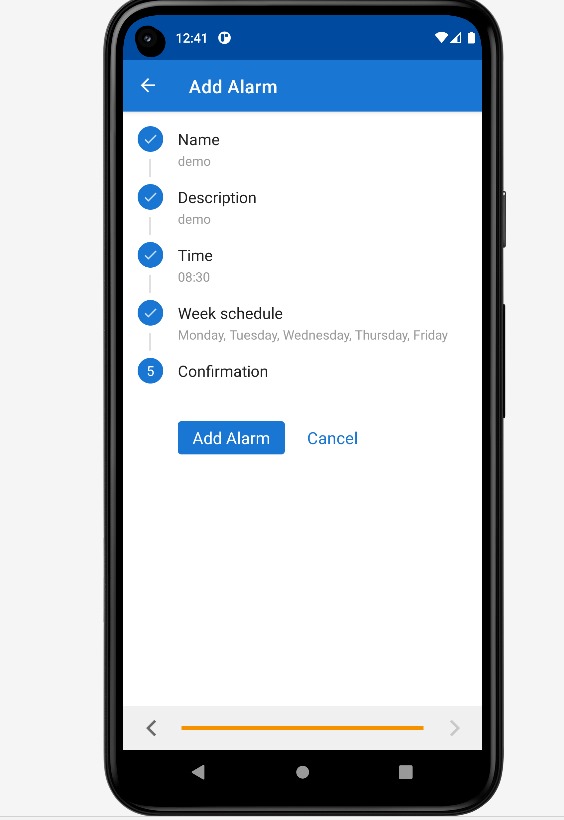 12:41
Add Alarm
Name
demo
Description
demo
Time
08:30
Week schedule
Monday, Tuesday, Wednesday, Thursday, Friday
5 Confirmation
Add Alarm Cancel